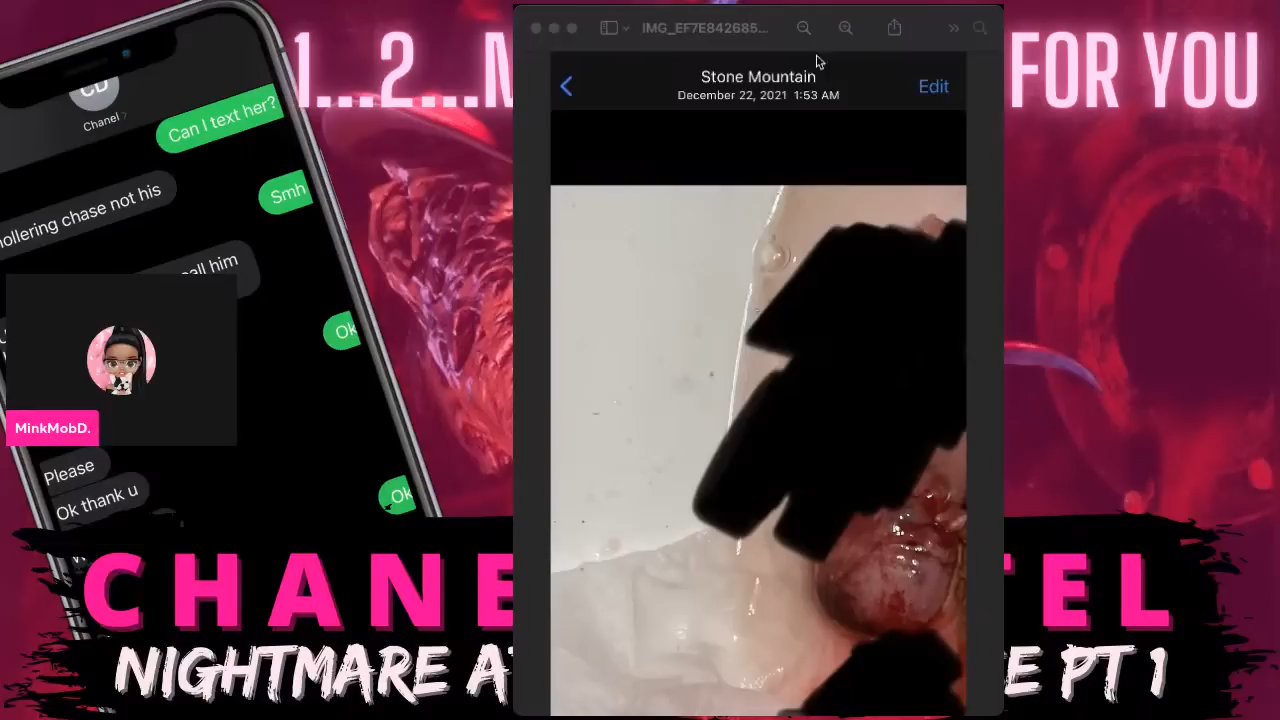 1...2...M
FOR YOU
IMG_EF7E842685...
Stone Mountain
December 22, 2021 1:53 AM
Edit
CD
Chanel
Can I text her?
Smh
hollering chase not his
call him
Ok
MinkMobD.
Please
Ok thank u
Ok
CHANE
TEL
NIGHTMARE AT
E PT 1